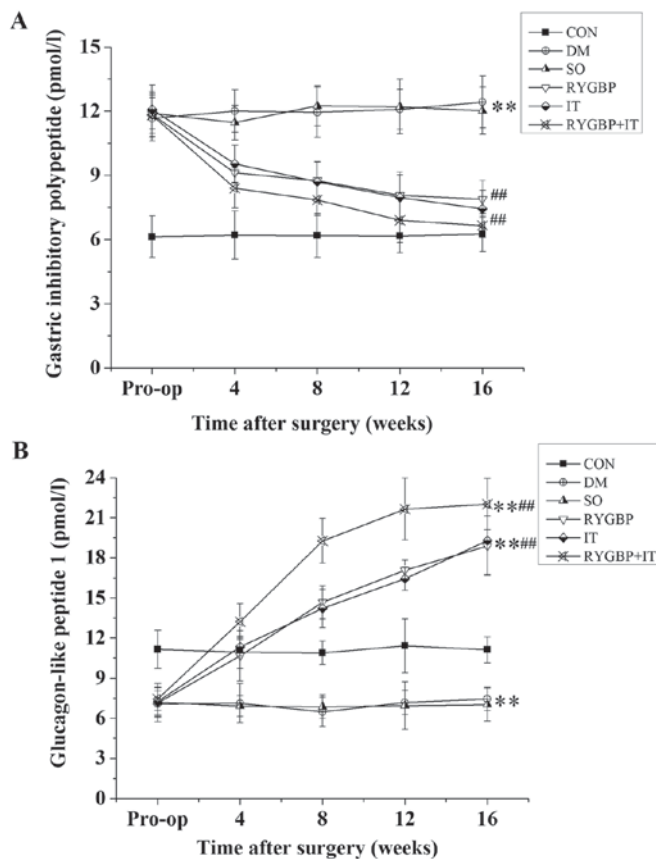 A
Gastric inhibitory polypeptide (pmol/l)
15
12
9
6
3
0
Pro-op 4 8 12 16
Time after surgery (weeks)
CON
DM
SO
RYGBP
IT
RYGBP+IT
**
##
##
B
Glucagon-like peptide 1 (pmol/l)
24
21
18
15
12
9
6
3
0
Pro-op 4 8 12 16
Time after surgery (weeks)
CON
DM
SO
RYGBP
IT
RYGBP+IT
**##
**##
**